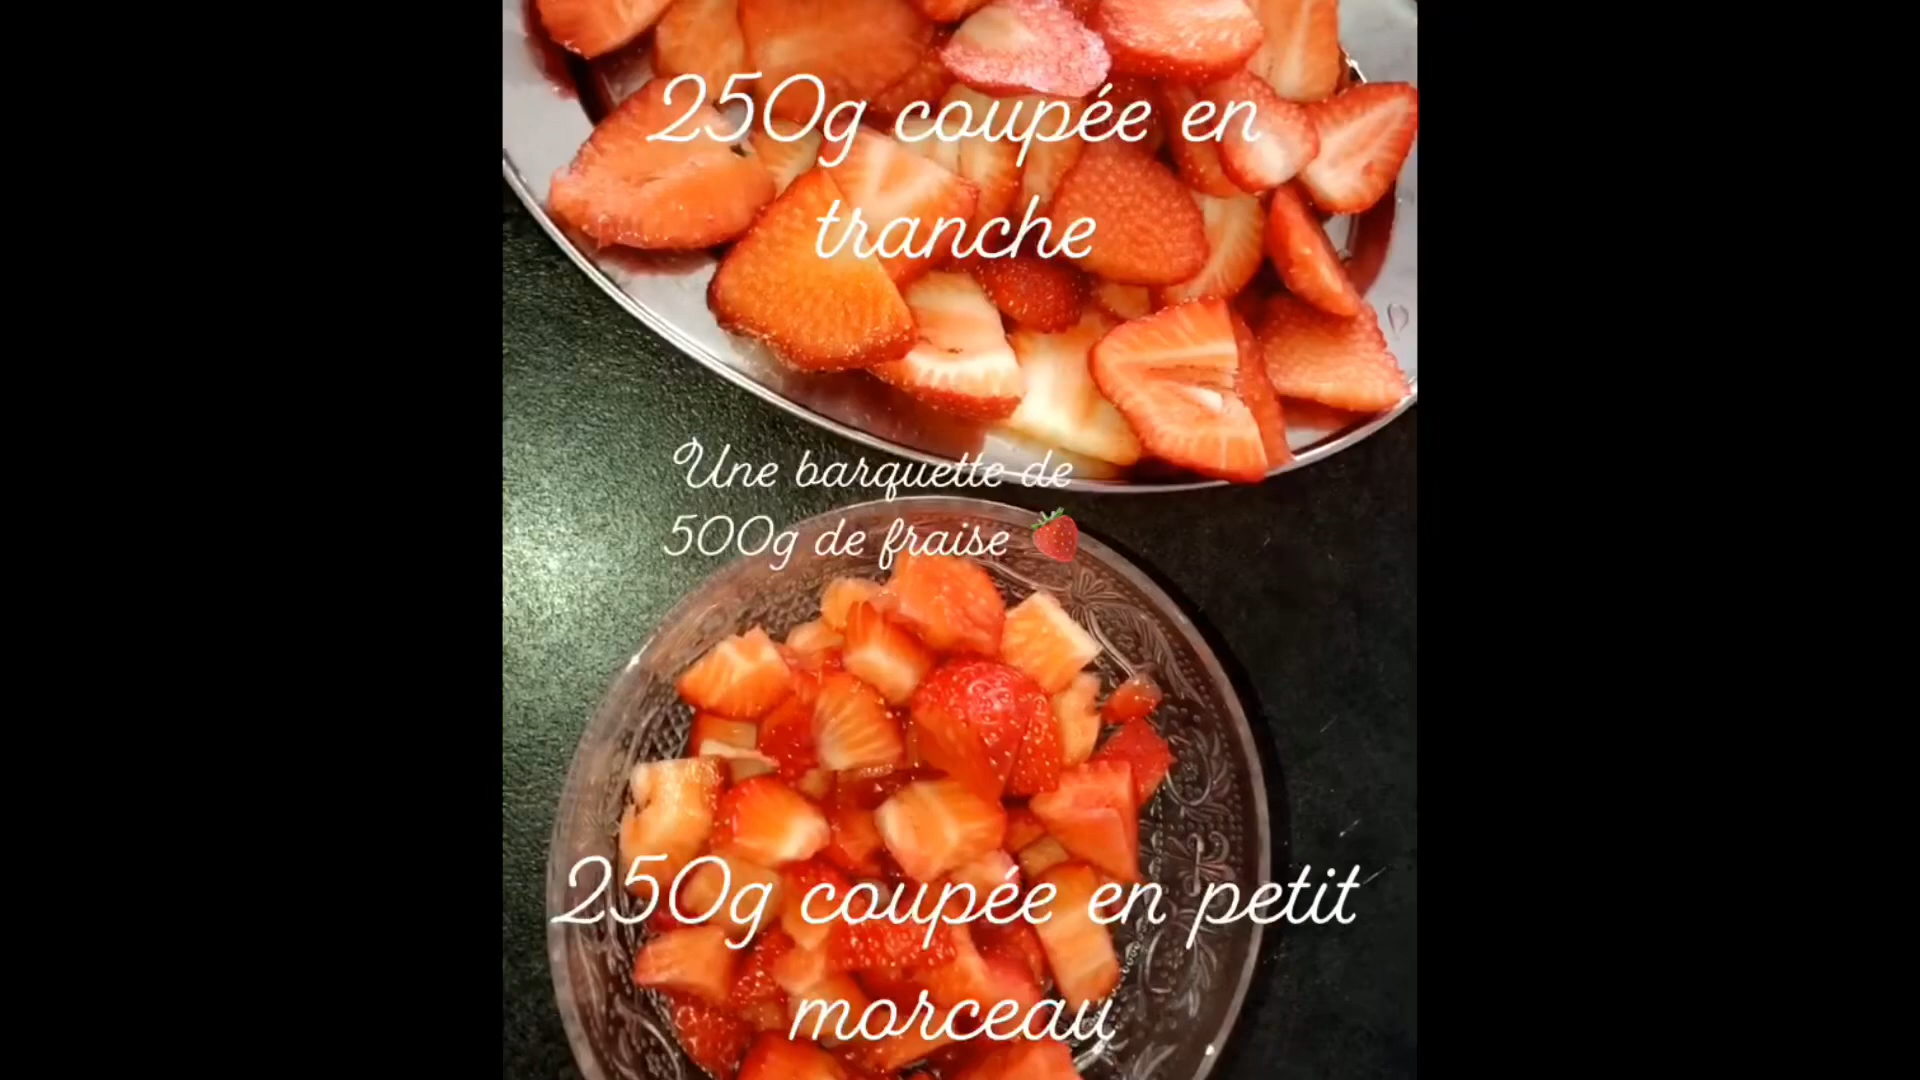 250g coupée en
tranche
Une barquette de
500g de fraise 🍓
250g coupée en petit
morceau